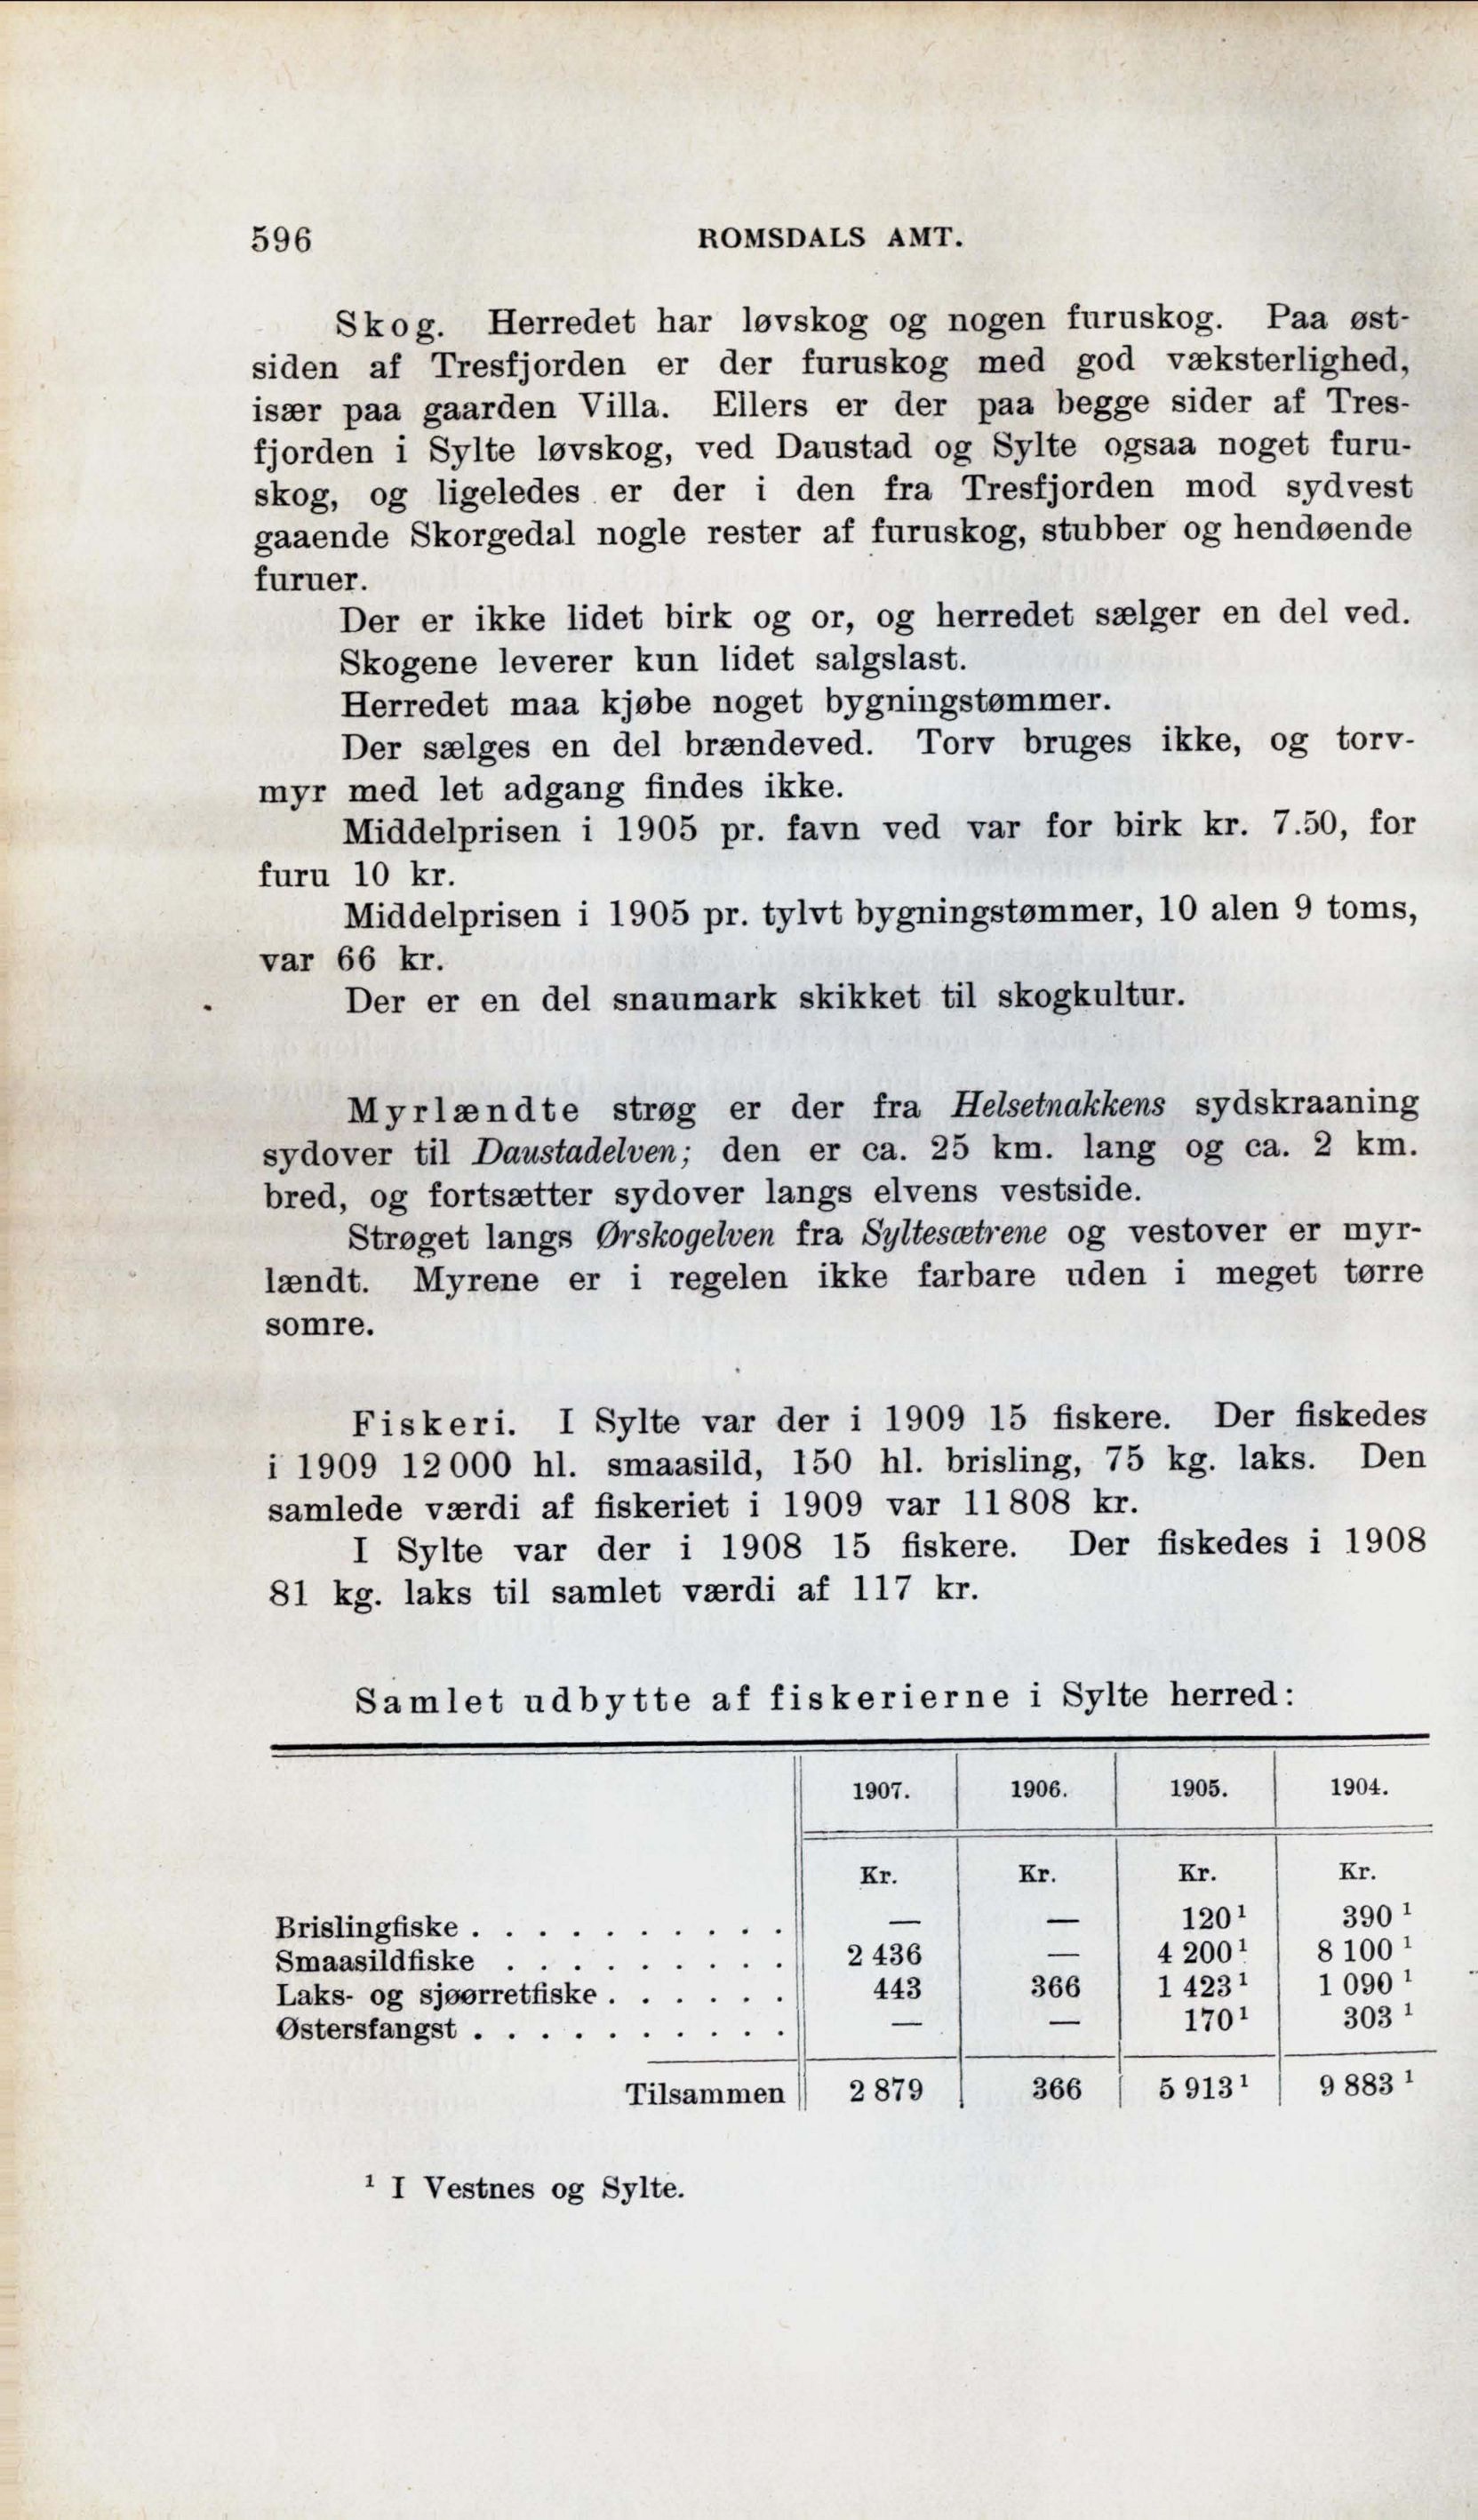 596 ROMSDALS AMT.
Skog. Herredet har løvskog og nogen furuskog. Paa øst-
siden af Tresfjorden er der furuskog med god væksterlighed,
især paa gaarden Villa. Ellers er der paa begge sider af Tres-
fjorden i Sylte løvskog, ved Daustad og Sylte ogsaa noget furu-
skog, og ligeledes er der i den fra Tresfjorden mod sydvest
gaaende Skorgedal nogle rester af furuskog, stubber og hendøende
furuer.
Der er ikke lidet birk og or, og herredet sælger en del ved.
Skogene leverer kun lidet salgslast.
Herredet maa kjøbe noget bygningstømmer.
Der sælges en del brændeved. Torv bruges ikke, og torv-
myr med let adgang findes ikke.
Middelprisen i 1905 pr. favn ved var for birk kr. 7.50, for
furu 10 kr.
Middelprisen i 1905 pr. tylvt bygningstømmer, 10 alen 9 toms,
var 66 kr.
Der er en del snaumark skikket til skogkultur.
Myrlændte strøg er der fra Helsetnakkens sydskraaning
sydover til Daustadelven; den er ca. 25 km. lang og ca. 2 km.
bred, og fortsætter sydover langs elvens vestside.
Strøget langs Ørskogelven fra Syltesætrene og vestover er myr-
lændt. Myrene er i regelen ikke farbare uden i meget tørre
somre.
Fiskeri. I Sylte var der i 1909 15 fiskere. Der fiskedes
i 1909 12 000 hl. smaasild, 150 hl. brisling, 75 kg. laks. Den
samlede værdi af fiskeriet i 1909 var 11 808 kr.
I Sylte var der i 1908 15 fiskere. Der fiskedes i 1908
81 kg. laks til samlet værdi af 117 kr.
Samlet udbytte af fiskerierne i Sylte herred:
1907. 1906. 1905. 1904.
Kr. Kr. Kr. Kr.
Brislingfiske . . . . . . . . . . — — 120 ¹ 390 ¹
Smaasildfiske . . . . . . . . . 2 436 — 4 200 ¹ 8 100 ¹
Laks- og sjøørretfiske . . . . . . 443 366 1 423 ¹ 1 090 ¹
Østersfangst . . . . . . . . . . — — 170 ¹ 303 ¹
Tilsammen 2 879 366 5 913 ¹ 9 883 ¹
¹ I Vestnes og Sylte.